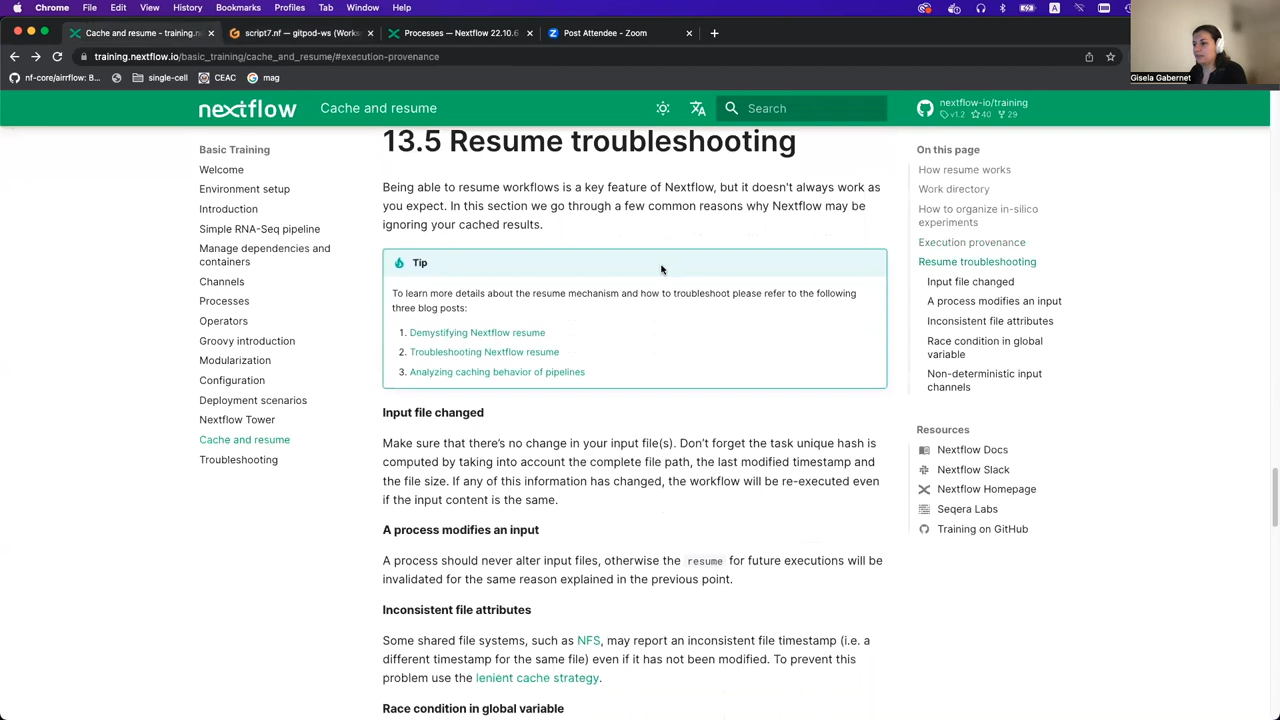 Chrome File Edit View History Bookmarks Profiles Tab Window Help
Cache and resume - training.n
script7.nf — gitpod-ws (Works
Processes — Nextflow 22.10.6
Post Attendee - Zoom
training.nextflow.io/basic_training/cache_and_resume/#execution-provenance
nf-core/airrflow: B...
single-cell
CEAC
mag
Gisela Gabernet
nextflow
Cache and resume
Search
nextflow-io/training
v1.2 40 29
Basic Training
Welcome
Environment setup
Introduction
Simple RNA-Seq pipeline
Manage dependencies and
containers
Channels
Processes
Operators
Groovy introduction
Modularization
Configuration
Deployment scenarios
Nextflow Tower
Cache and resume
Troubleshooting
13.5 Resume troubleshooting
Being able to resume workflows is a key feature of Nextflow, but it doesn't always work as
you expect. In this section we go through a few common reasons why Nextflow may be
ignoring your cached results.
Tip
To learn more details about the resume mechanism and how to troubleshoot please refer to the following
three blog posts:
1. Demystifying Nextflow resume
2. Troubleshooting Nextflow resume
3. Analyzing caching behavior of pipelines
Input file changed
Make sure that there's no change in your input file(s). Don't forget the task unique hash is
computed by taking into account the complete file path, the last modified timestamp and
the file size. If any of this information has changed, the workflow will be re-executed even
if the input content is the same.
A process modifies an input
A process should never alter input files, otherwise the resume for future executions will be
invalidated for the same reason explained in the previous point.
Inconsistent file attributes
Some shared file systems, such as NFS, may report an inconsistent file timestamp (i.e. a
different timestamp for the same file) even if it has not been modified. To prevent this
problem use the lenient cache strategy.
Race condition in global variable
On this page
How resume works
Work directory
How to organize in-silico
experiments
Execution provenance
Resume troubleshooting
Input file changed
A process modifies an input
Inconsistent file attributes
Race condition in global
variable
Non-deterministic input
channels
Resources
Nextflow Docs
Nextflow Slack
Nextflow Homepage
Seqera Labs
Training on GitHub